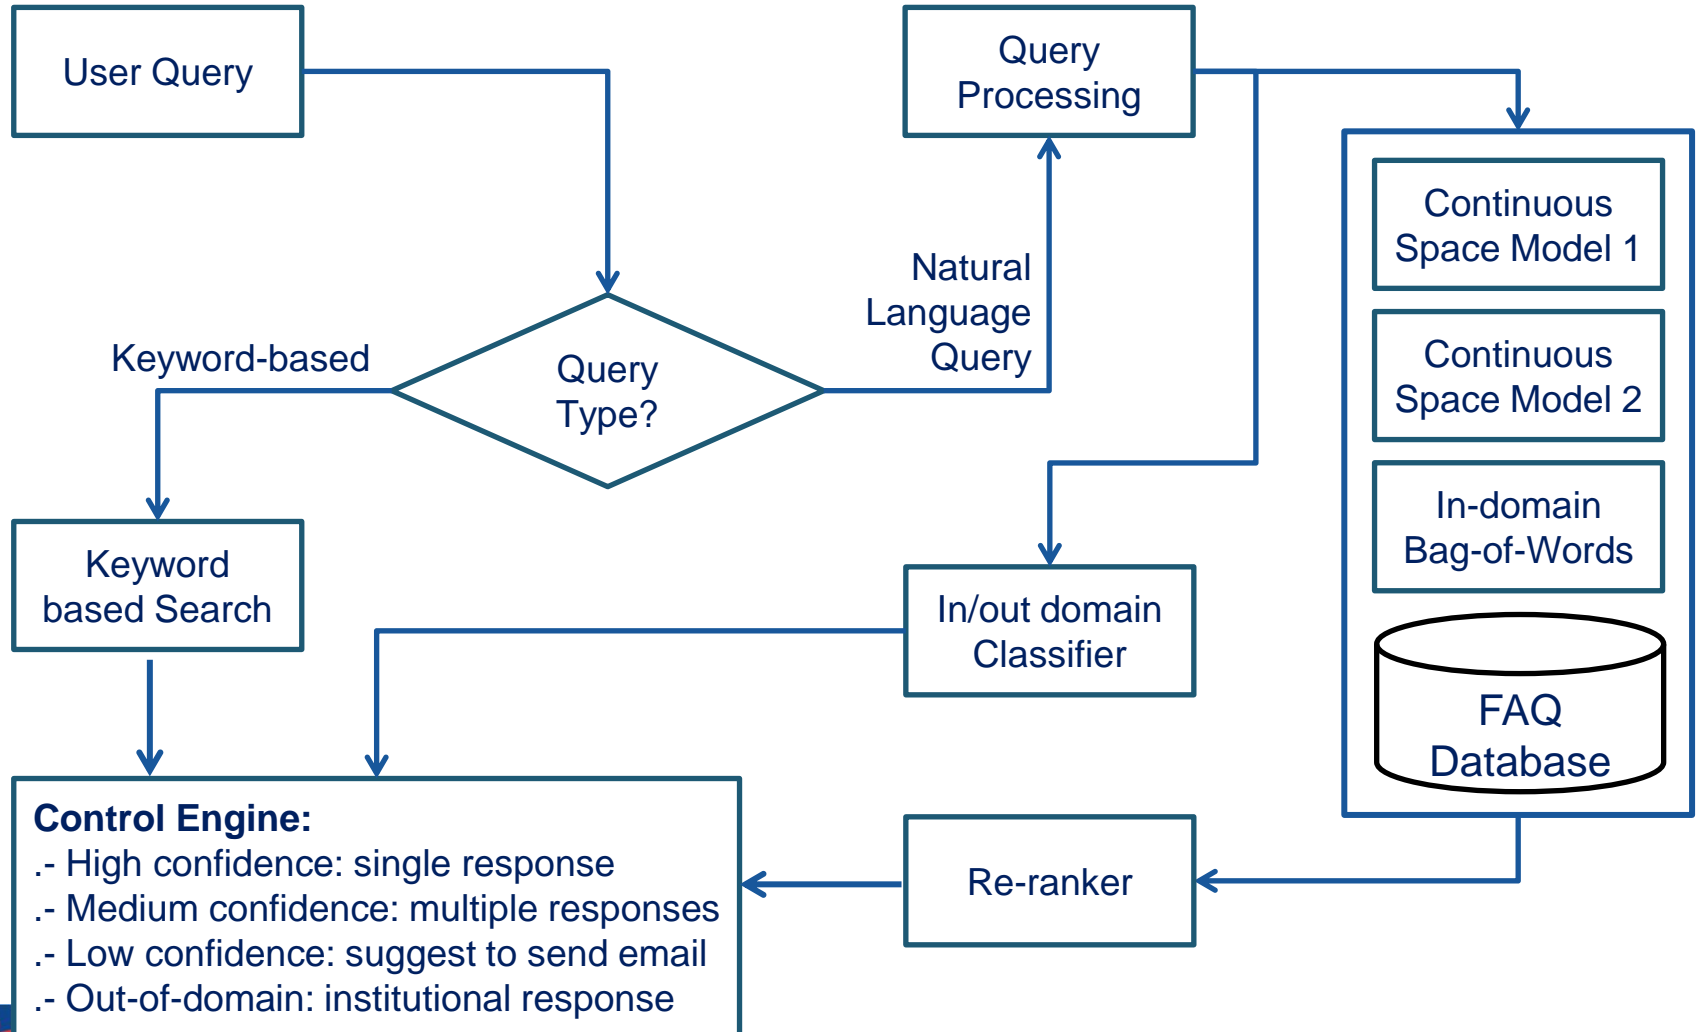 User Query
Query
Processing
Continuous
Space Model 1
Natural
Language
Query
Keyword-based
Query
Type?
Continuous
Space Model 2
In-domain
Bag-of-Words
Keyword
based Search
In/out domain
Classifier
FAQ
Database
Control Engine:
.- High confidence: single response
.- Medium confidence: multiple responses
.- Low confidence: suggest to send email
.- Out-of-domain: institutional response
Re-ranker